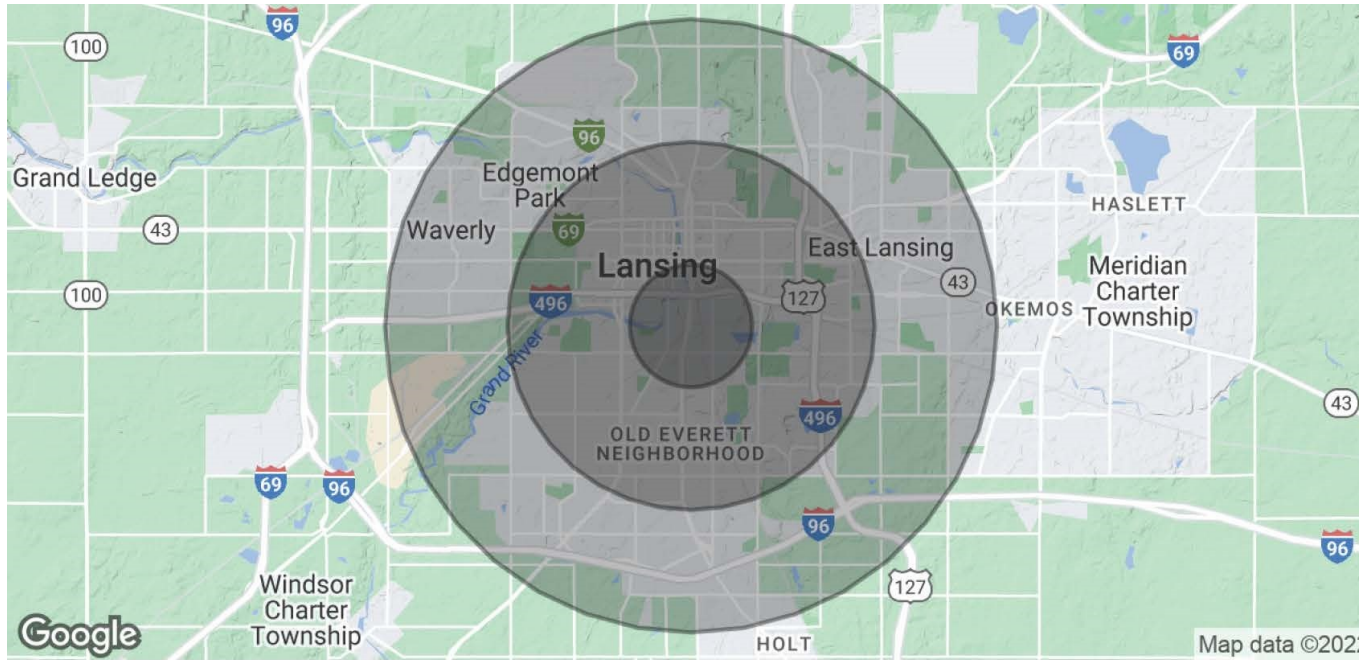 96
100
69
96
Grand Ledge
Edgemont
Park
HASLETT
43
Waverly
69
East Lansing
Lansing
Meridian
Charter
Township
43
100
496
127
OKEMOS
Grand River
43
496
OLD EVERETT
NEIGHBORHOOD
69
96
96
96
127
Windsor
Charter
Township
Google
HOLT
Map data ©202